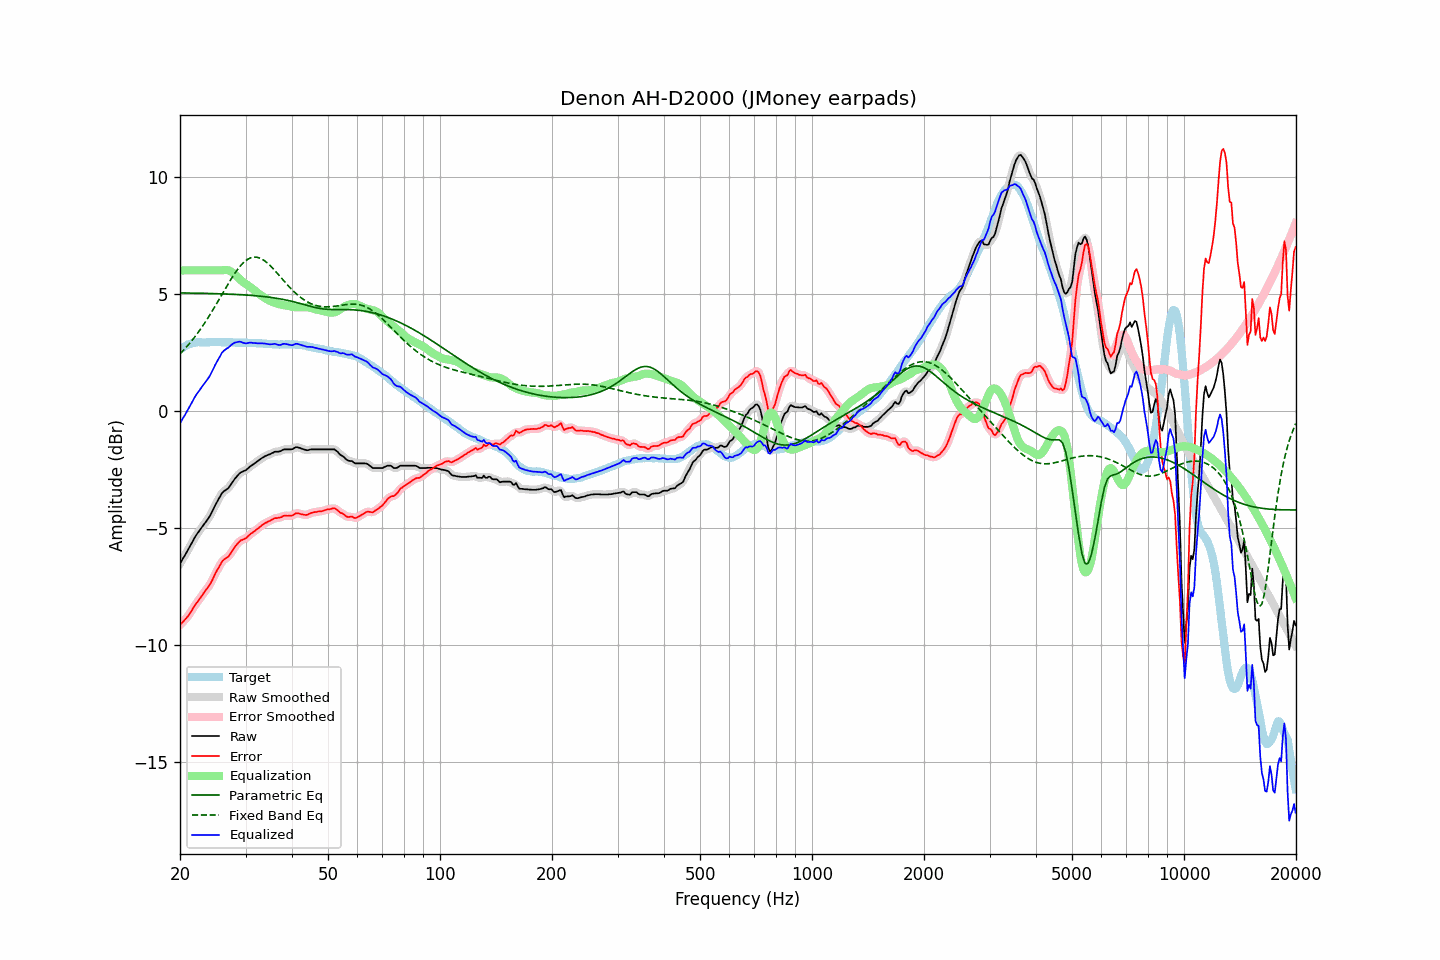 Denon AH-D2000 (JMoney earpads)
Amplitude (dBr)
10
5
0
−5
−10
−15
Target
Raw Smoothed
Error Smoothed
Raw
Error
Equalization
Parametric Eq
Fixed Band Eq
Equalized
20 50 100 200 500 1000 2000 5000 10000 20000
Frequency (Hz)